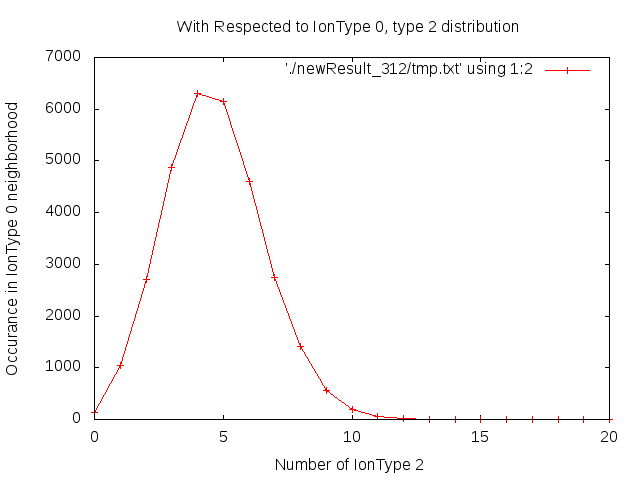 With Respected to IonType 0, type 2 distribution
'./newResult_312/tmp.txt' using 1:2
Occurance in IonType 0 neighborhood
7000
6000
5000
4000
3000
2000
1000
0
0 5 10 15 20
Number of IonType 2